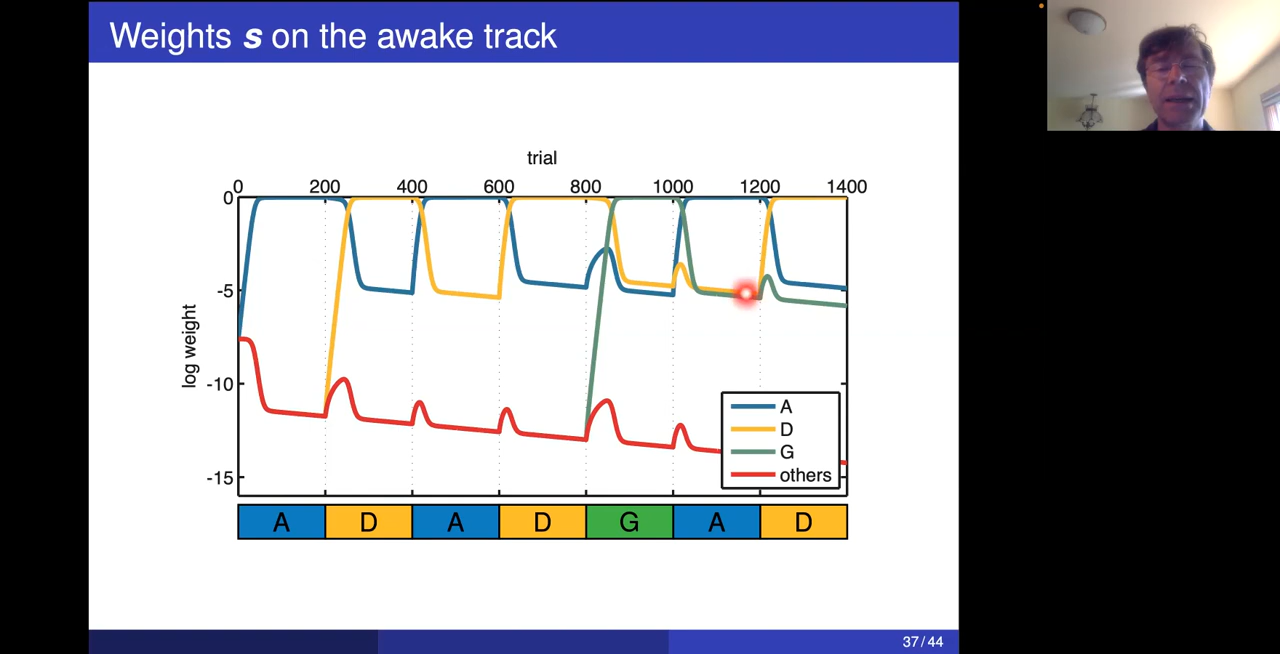 Weights s on the awake track
trial
0 200 400 600 800 1000 1200 1400
0
-5
-10
-15
log weight
A
D
G
others
A D A D G A D
37 / 44